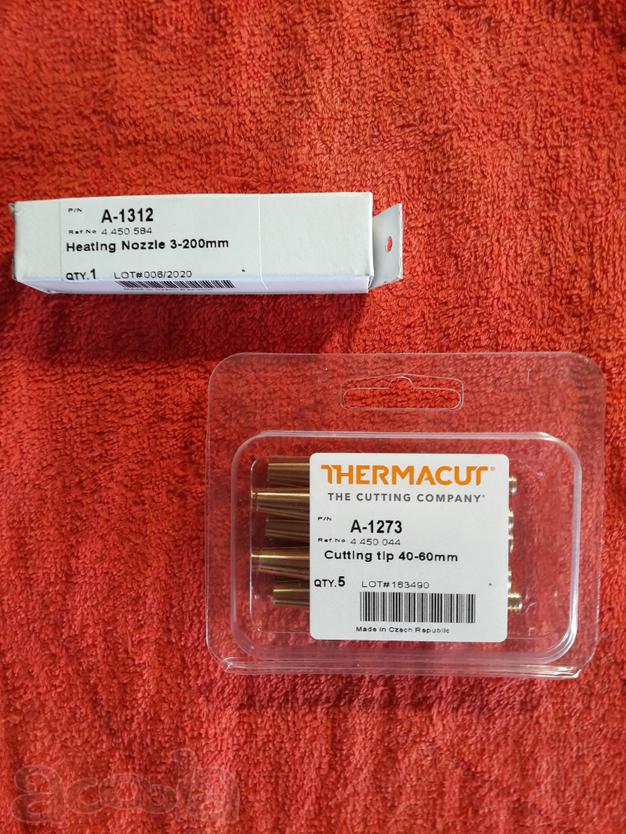 P/N A-1312
Ref.No. 4.450.584
Heating Nozzle 3-200mm
QTY.1 LOT#006/2020
THERMACUT®
THE CUTTING COMPANY®
P/N A-1273
Ref.No. 4.450.044
Cutting tip 40-60mm
QTY.5 LOT#163490
Made in Czech Republic
acoola